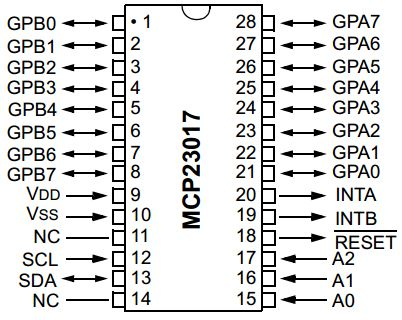 GPB0 • 1 28 GPA7
GPB1 2 27 GPA6
GPB2 3 26 GPA5
GPB3 4 25 GPA4
GPB4 5 24 GPA3
GPB5 6 23 GPA2
GPB6 7 22 GPA1
GPB7 8 21 GPA0
VDD 9 20 INTA
VSS 10 19 INTB
NC 11 18 RESET
SCL 12 17 A2
SDA 13 16 A1
NC 14 15 A0
MCP23017